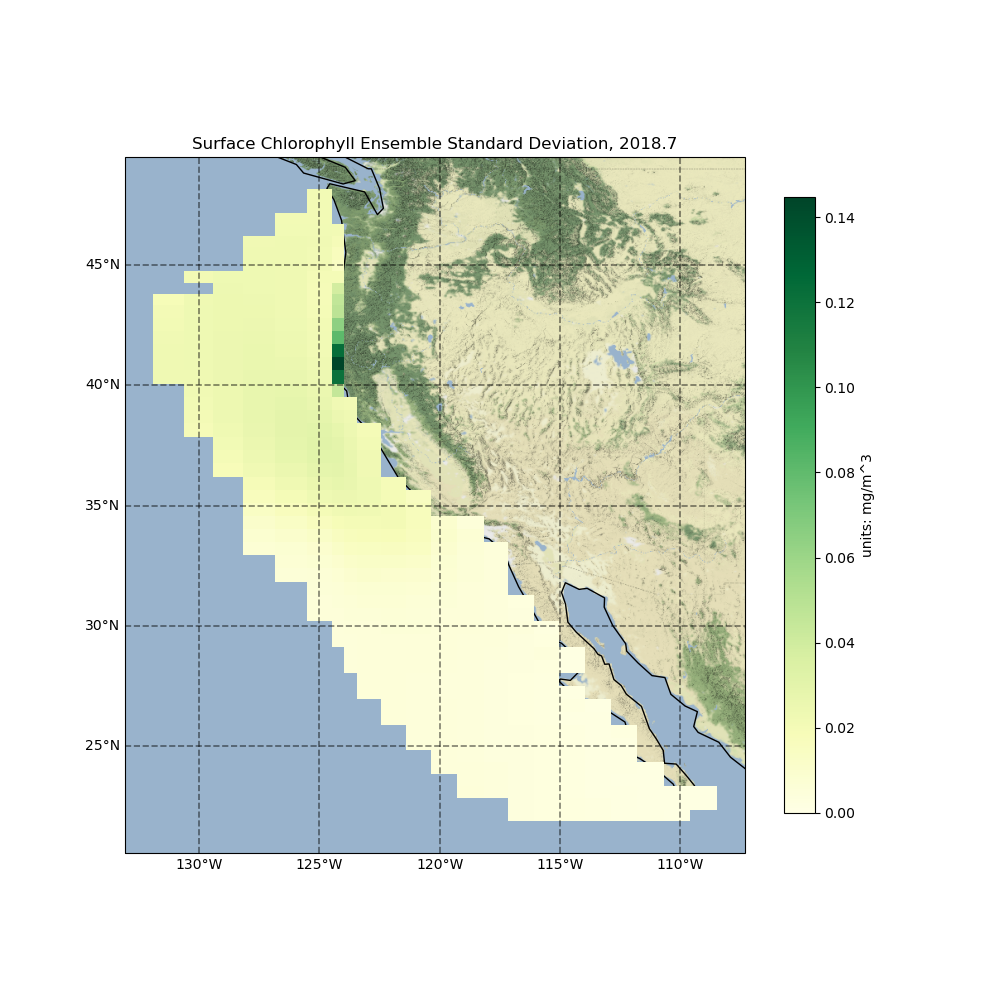 Surface Chlorophyll Ensemble Standard Deviation, 2018.7
45°N
40°N
35°N
30°N
25°N
130°W 125°W 120°W 115°W 110°W
0.14
0.12
0.10
0.08
0.06
0.04
0.02
0.00
units: mg/m^3